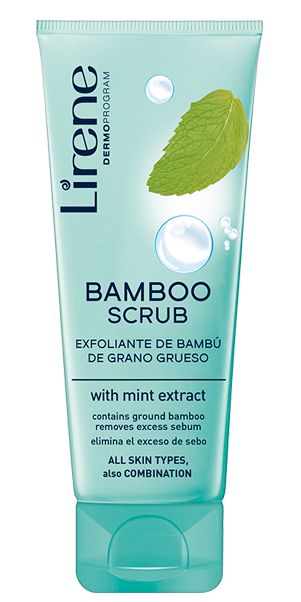 Lirene
DERMOPROGRAM
BAMBOO
SCRUB
EXFOLIANTE DE BAMBÚ
DE GRANO GRUESO
with mint extract
contains ground bamboo
removes excess sebum
elimina el exceso de sebo
ALL SKIN TYPES,
also COMBINATION